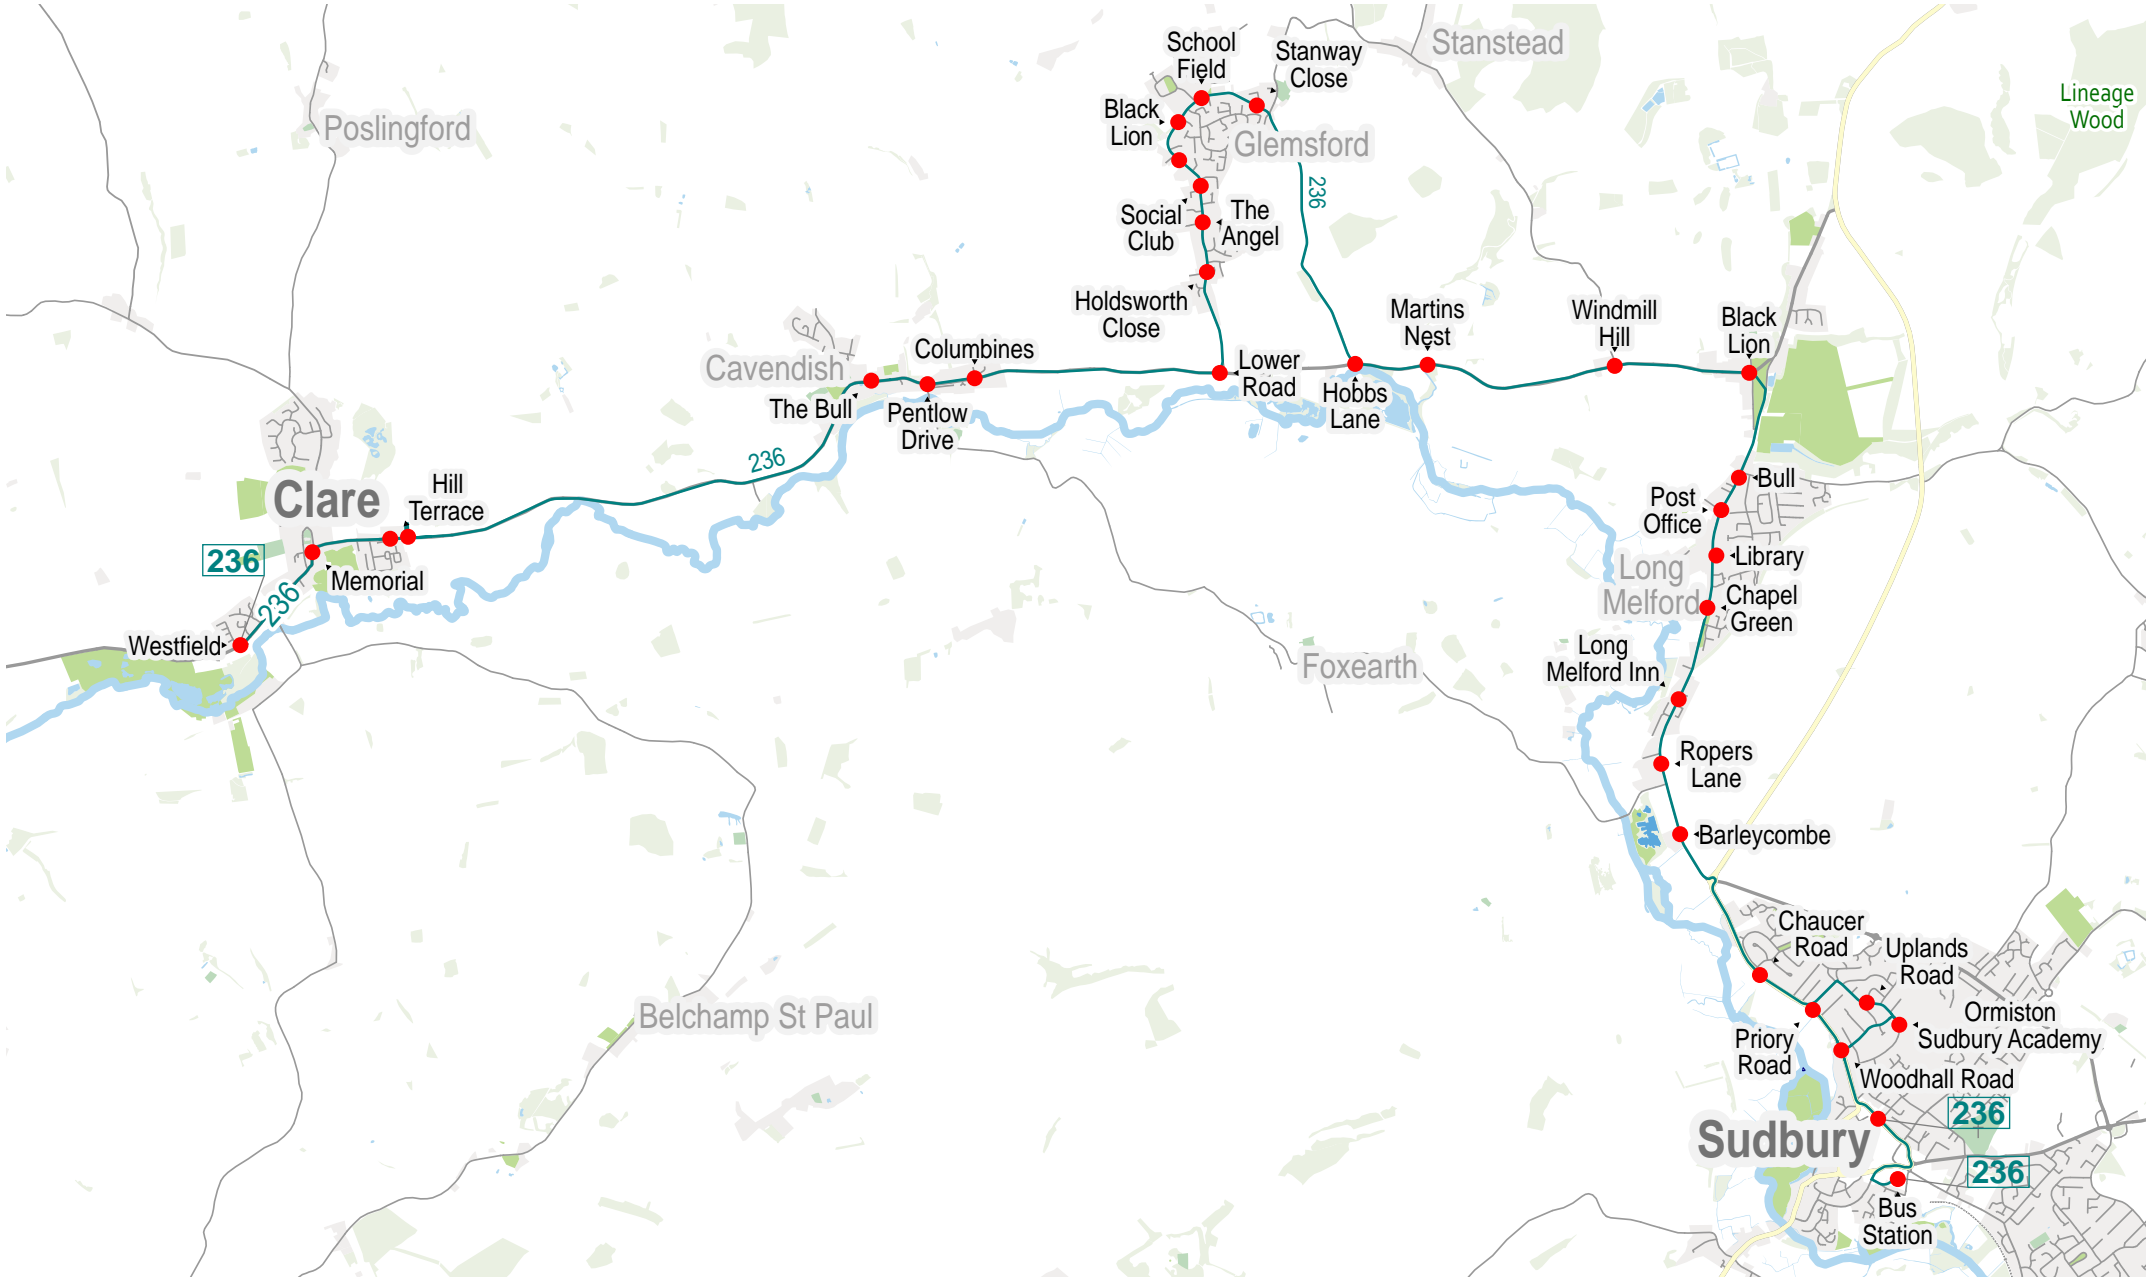 School
Field
Stanway
Close
Stanstead
Lineage
Wood
Poslingford
Black
Lion
Glemsford
236
Social
Club
The
Angel
Holdsworth
Close
Martins
Nest
Windmill
Hill
Black
Lion
Cavendish
Columbines
Lower
Road
Hobbs
Lane
The Bull
Pentlow
Drive
236
Clare
Hill
Terrace
Bull
Post
Office
Library
236
Memorial
236
Long
Melford
Chapel
Green
Westfield
Long
Melford Inn
Foxearth
Ropers
Lane
Barleycombe
Chaucer
Road
Uplands
Road
Belchamp St Paul
Ormiston
Sudbury Academy
Priory
Road
Woodhall Road
236
Sudbury
236
Bus
Station